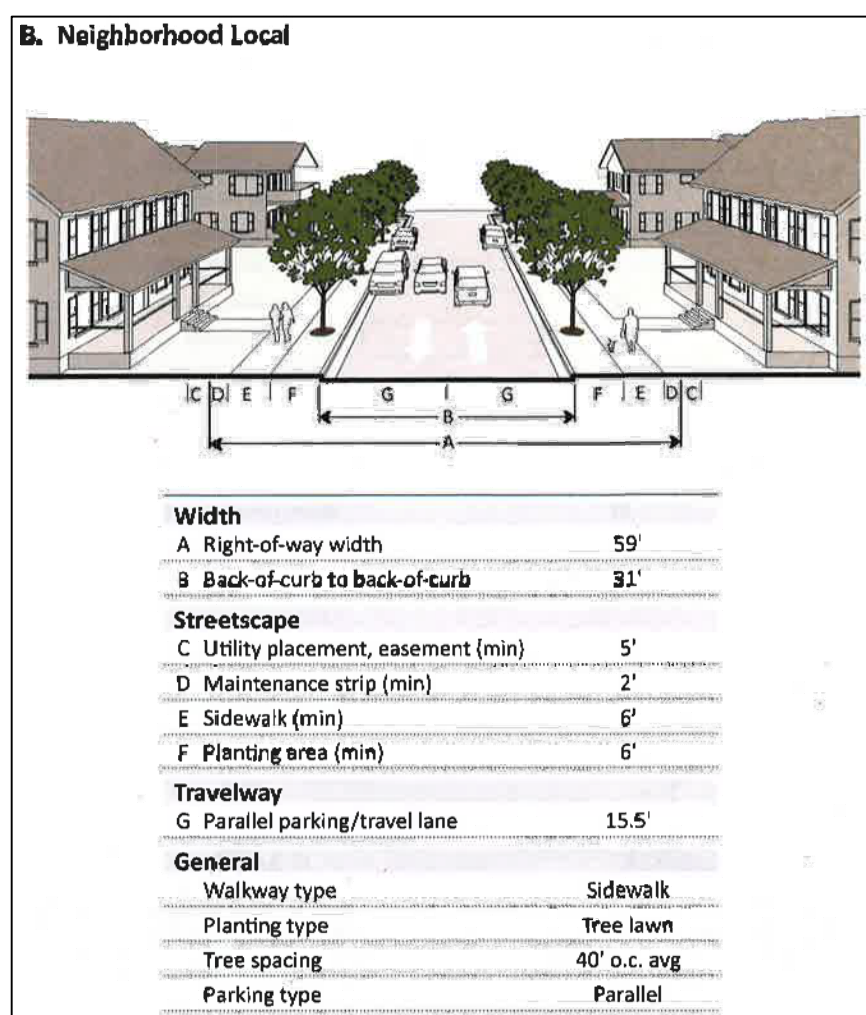 B. Neighborhood Local
C D E F G G F E D C
B
A
Width
A Right-of-way width 59'
B Back-of-curb to back-of-curb 31'
Streetscape
C Utility placement, easement (min) 5'
D Maintenance strip (min) 2'
E Sidewalk (min) 6'
F Planting area (min) 6'
Travelway
G Parallel parking/travel lane 15.5'
General
Walkway type Sidewalk
Planting type Tree lawn
Tree spacing 40' o.c. avg
Parking type Parallel